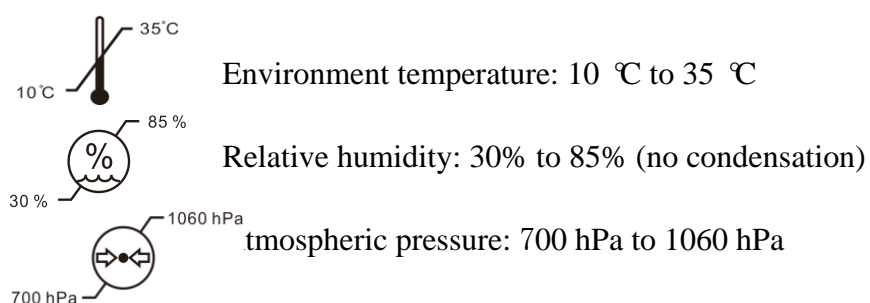 35°C
Environment temperature: 10 ℃ to 35 ℃
10°C
85 %
%
Relative humidity: 30% to 85% (no condensation)
30 %
1060 hPa
tmospheric pressure: 700 hPa to 1060 hPa
700 hPa